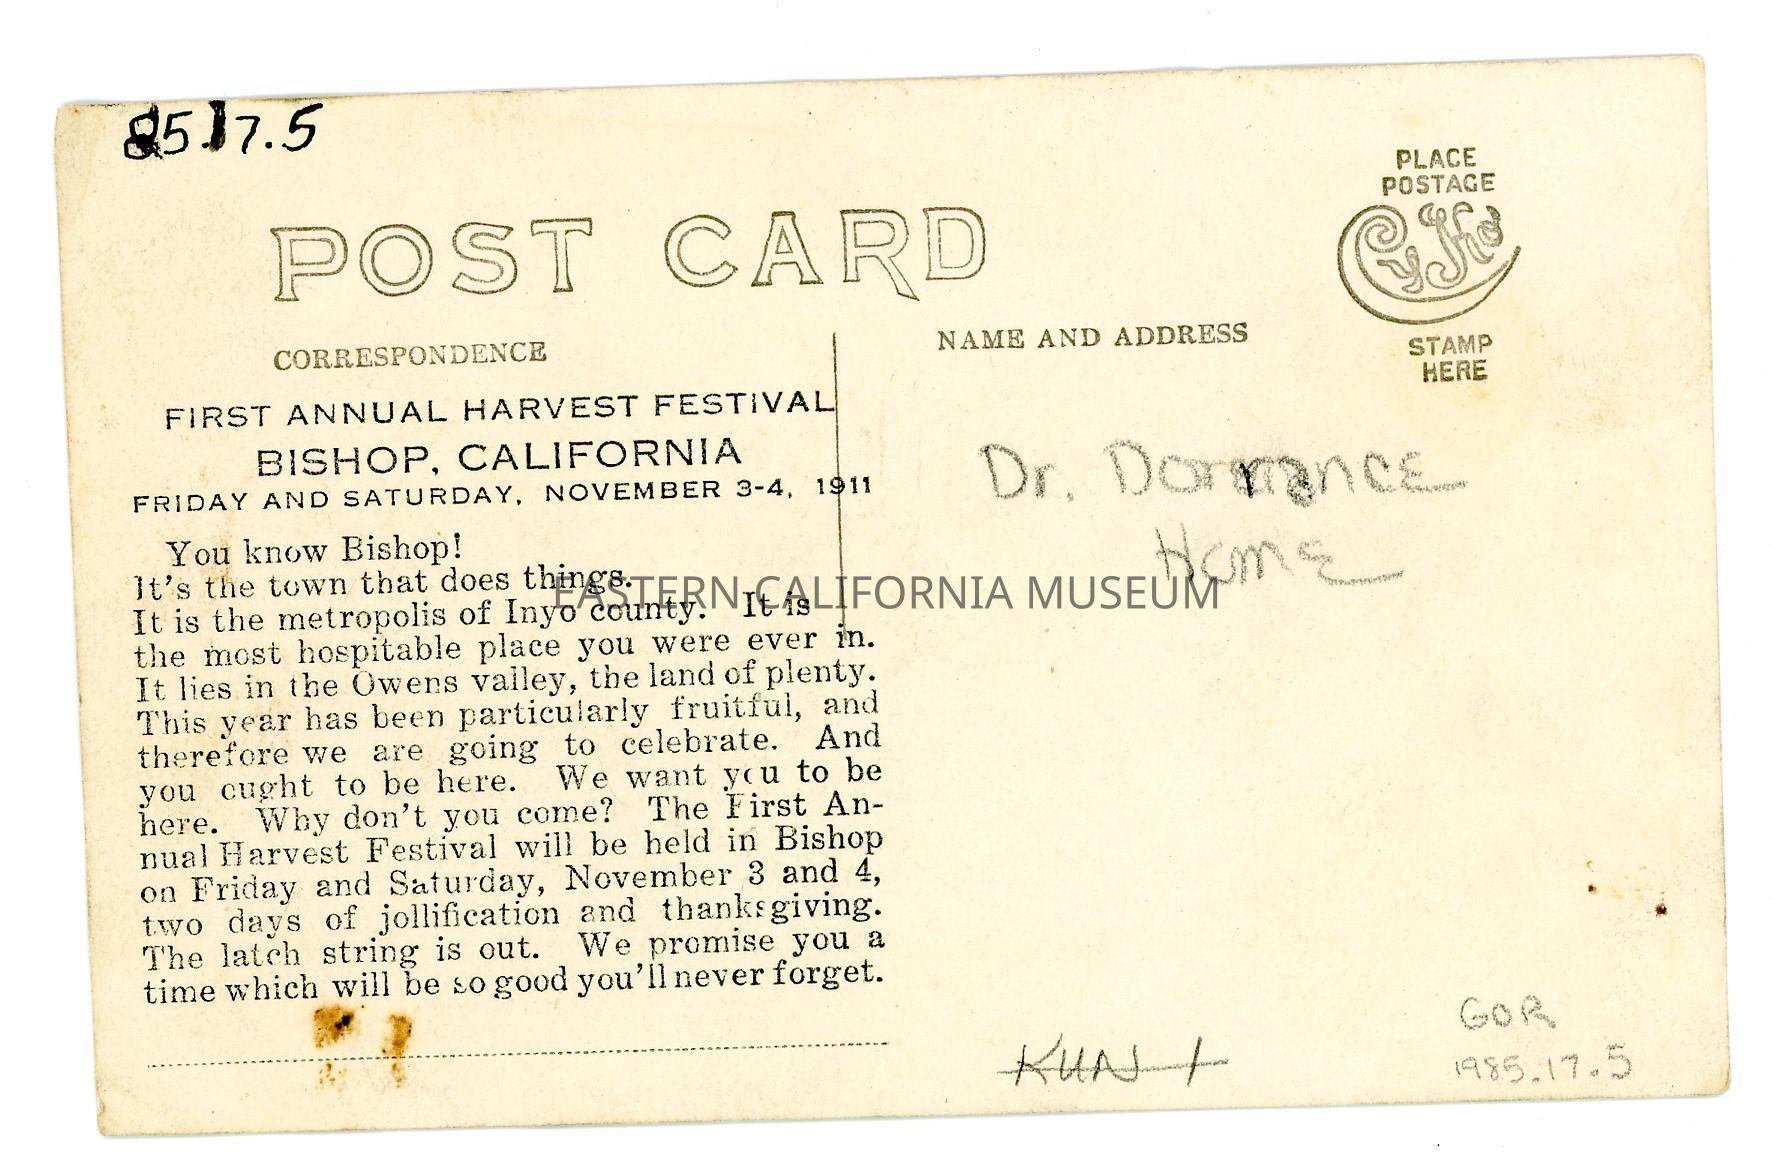 85.17.5
POST CARD
PLACE
POSTAGE
CyKo
STAMP
HERE
CORRESPONDENCE
NAME AND ADDRESS
FIRST ANNUAL HARVEST FESTIVAL
BISHOP, CALIFORNIA
FRIDAY AND SATURDAY, NOVEMBER 3-4, 1911
You know Bishop!
It's the town that does things.
It is the metropolis of Inyo county. It is
the most hospitable place you were ever in.
It lies in the Owens valley, the land of plenty.
This year has been particularly fruitful, and
therefore we are going to celebrate. And
you ought to be here. We want you to be
here. Why don't you come? The First An-
nual Harvest Festival will be held in Bishop
on Friday and Saturday, November 3 and 4,
two days of jollification and thanksgiving.
The latch string is out. We promise you a
time which will be so good you'll never forget.
Dr. Dorrance
Home
EASTERN CALIFORNIA MUSEUM
GOR
1985.17.5